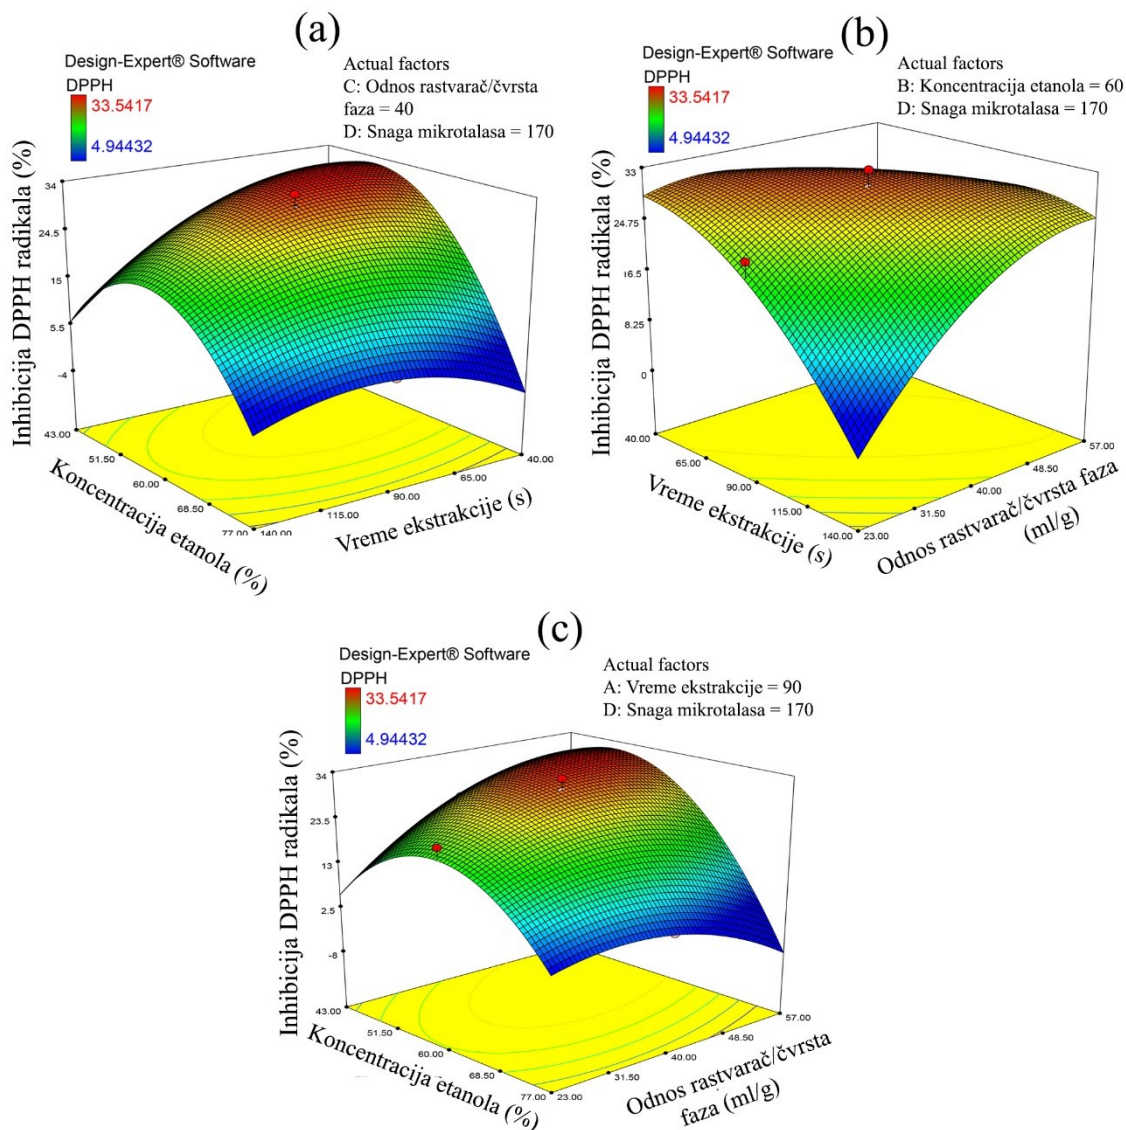 (a)
Design-Expert® Software
DPPH
33.5417
4.94432
Actual factors
C: Odnos rastvarač/čvrsta
faza = 40
D: Snaga mikrotalasa = 170
Inhibicija DPPH radikala (%)
34
24.5
15
5.5
-4
43.00
51.50
60.00
68.50
77.00
Koncentracija etanola (%)
140.00
115.00
90.00
65.00
40.00
Vreme ekstrakcije (s)
(b)
Design-Expert® Software
DPPH
33.5417
4.94432
Actual factors
B: Koncentracija etanola = 60
D: Snaga mikrotalasa = 170
Inhibicija DPPH radikala (%)
33
24.75
16.5
8.25
0
40.00
65.00
90.00
115.00
140.00
Vreme ekstrakcije (s)
23.00
31.50
40.00
48.50
57.00
Odnos rastvarač/čvrsta faza
(ml/g)
(c)
Design-Expert® Software
DPPH
33.5417
4.94432
Actual factors
A: Vreme ekstrakcije = 90
D: Snaga mikrotalasa = 170
Inhibicija DPPH radikala (%)
34
23.5
13
2.5
-8
43.00
51.50
60.00
68.50
77.00
Koncentracija etanola (%)
23.00
31.50
40.00
48.50
57.00
Odnos rastvarač/čvrsta
faza (ml/g)